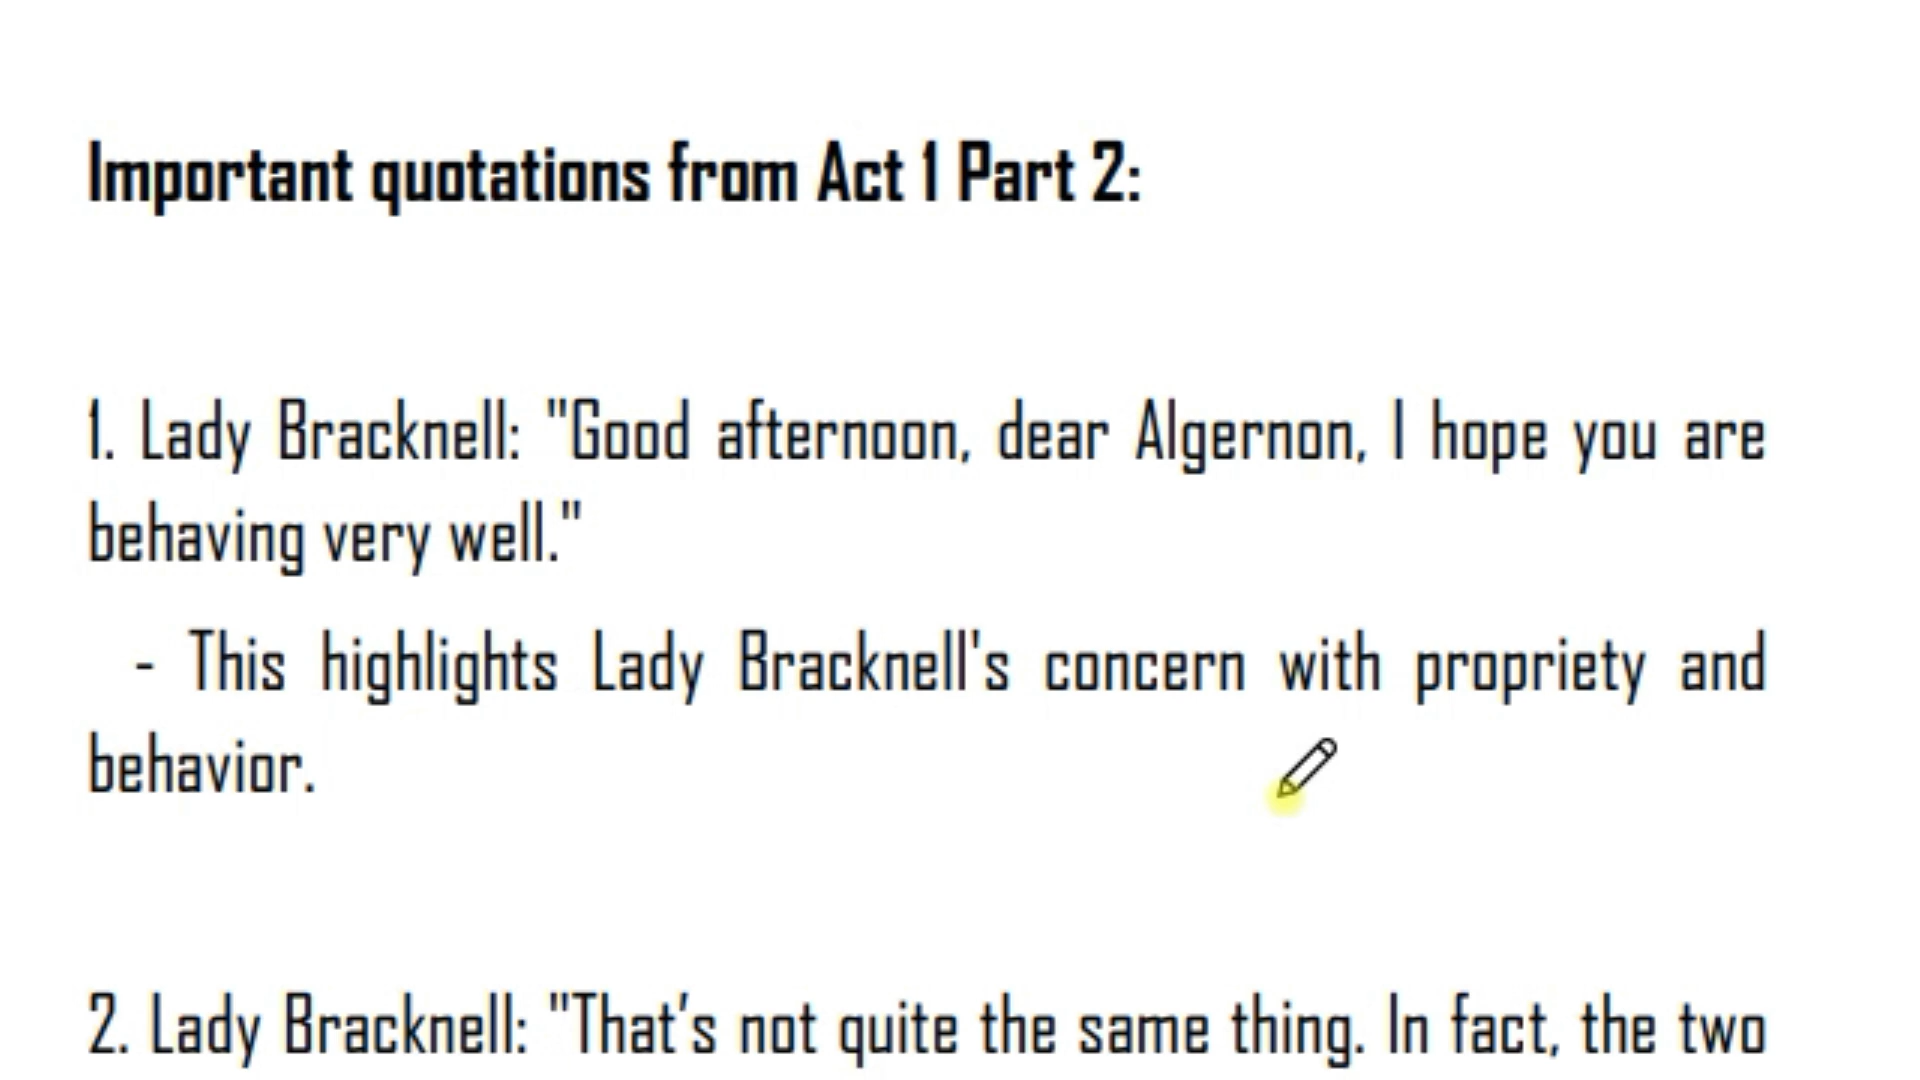 Important quotations from Act 1 Part 2:
1. Lady Bracknell: "Good afternoon, dear Algernon, I hope you are
behaving very well."
- This highlights Lady Bracknell's concern with propriety and
behavior.
2. Lady Bracknell: "That’s not quite the same thing. In fact, the two